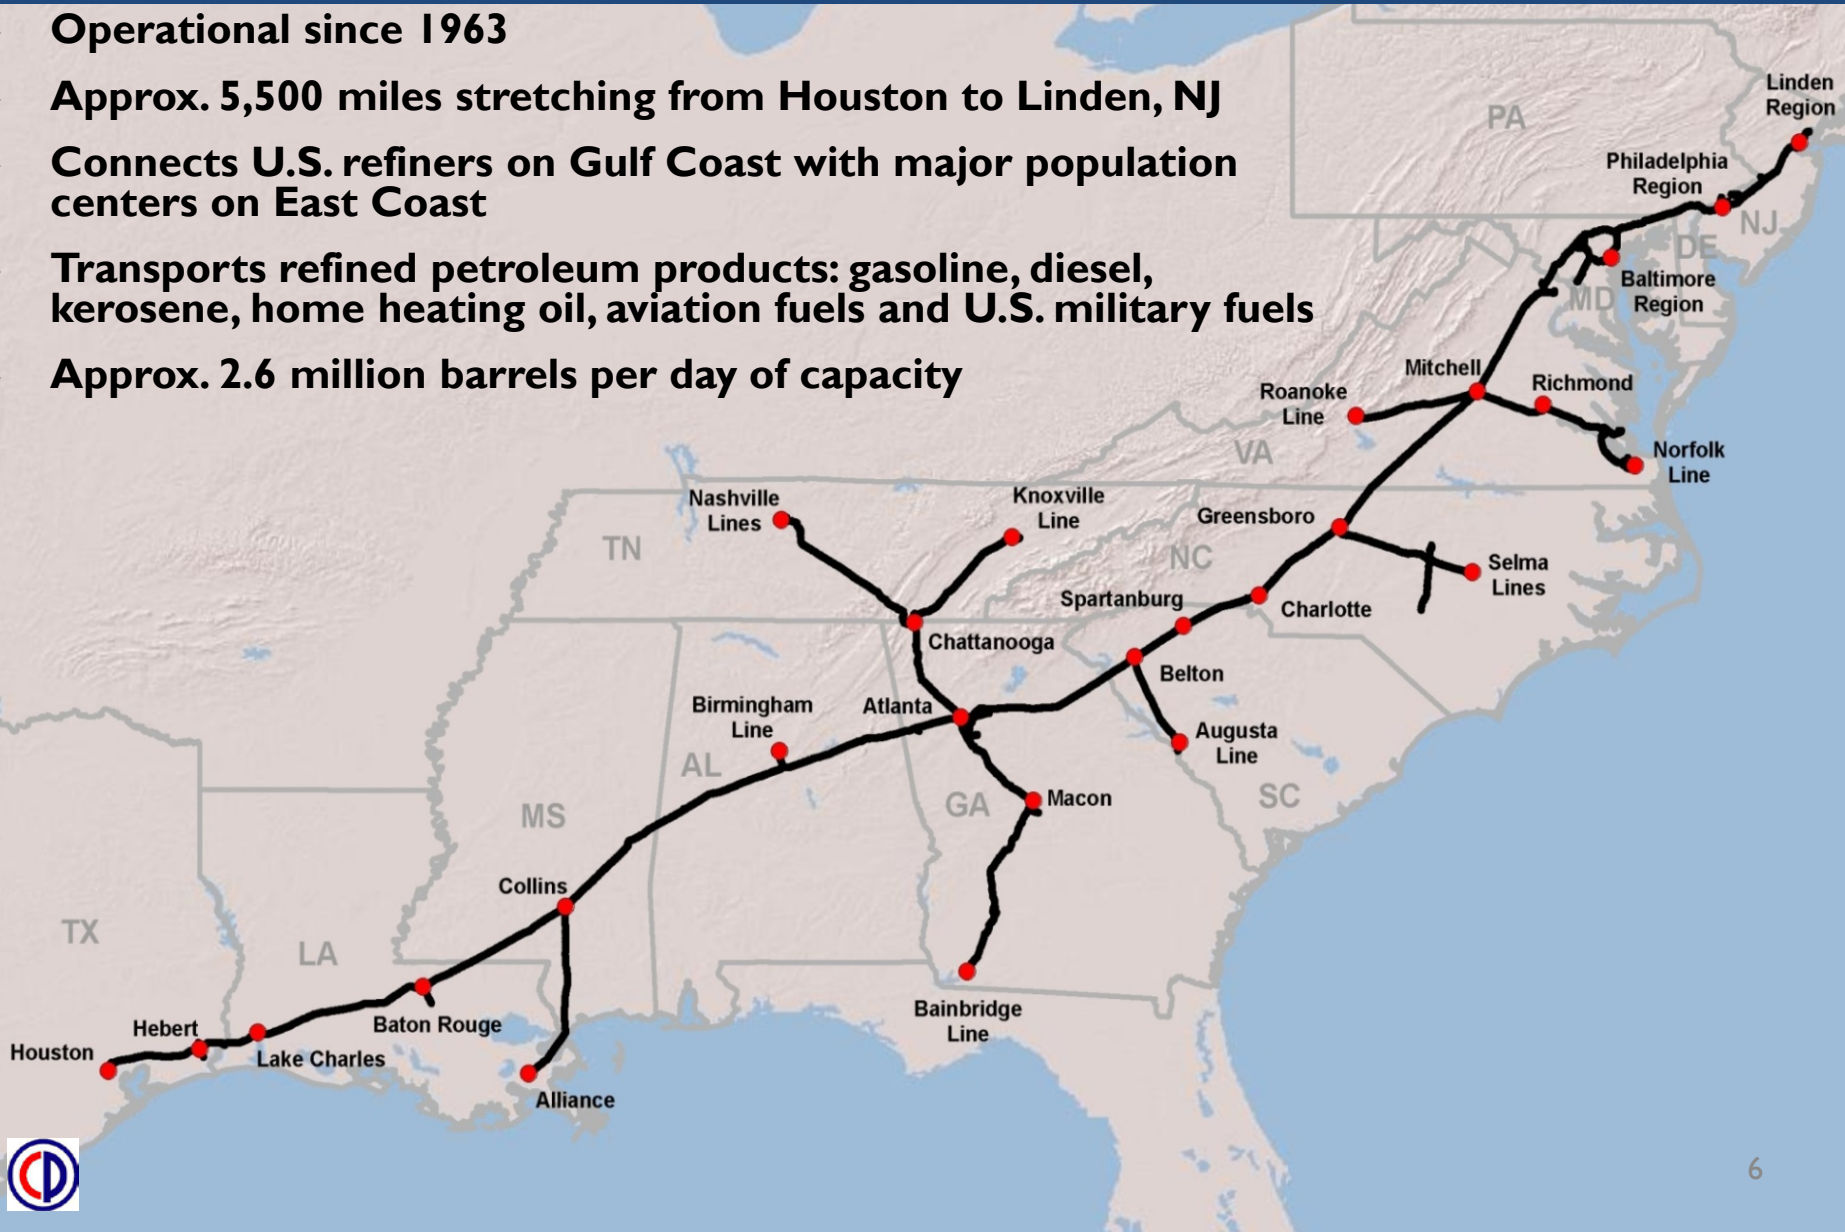 Operational since 1963
Approx. 5,500 miles stretching from Houston to Linden, NJ
Connects U.S. refiners on Gulf Coast with major population
centers on East Coast
Transports refined petroleum products: gasoline, diesel,
kerosene, home heating oil, aviation fuels and U.S. military fuels
Approx. 2.6 million barrels per day of capacity
Linden
Region
PA
Philadelphia
Region
NJ
DE
Baltimore
Region
MD
Mitchell
Richmond
Roanoke
Line
VA
Norfolk
Line
Nashville
Lines
Knoxville
Line
Greensboro
TN
NC
Selma
Lines
Spartanburg
Charlotte
Chattanooga
Belton
Birmingham
Line
Atlanta
Augusta
Line
AL
GA
Macon
SC
MS
Collins
TX
LA
Bainbridge
Line
Baton Rouge
Hebert
Houston
Lake Charles
Alliance
CP
6